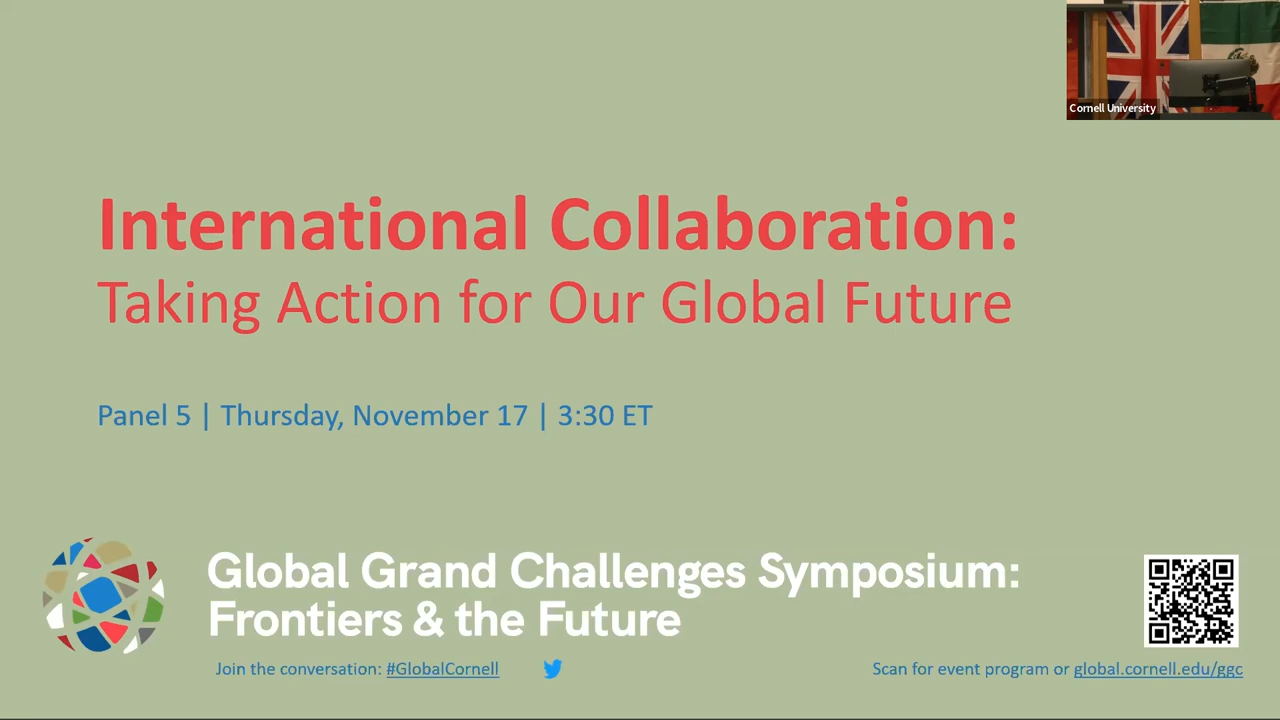 Cornell University
International Collaboration:
Taking Action for Our Global Future
Panel 5 | Thursday, November 17 | 3:30 ET
Global Grand Challenges Symposium:
Frontiers & the Future
Join the conversation: #GlobalCornell
Scan for event program or global.cornell.edu/ggc